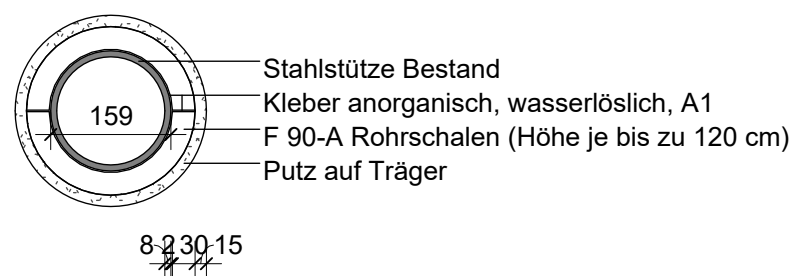 Stahlstütze Bestand
Kleber anorganisch, wasserlöslich, A1
159
F 90-A Rohrschalen (Höhe je bis zu 120 cm)
Putz auf Träger
8 2 30 15